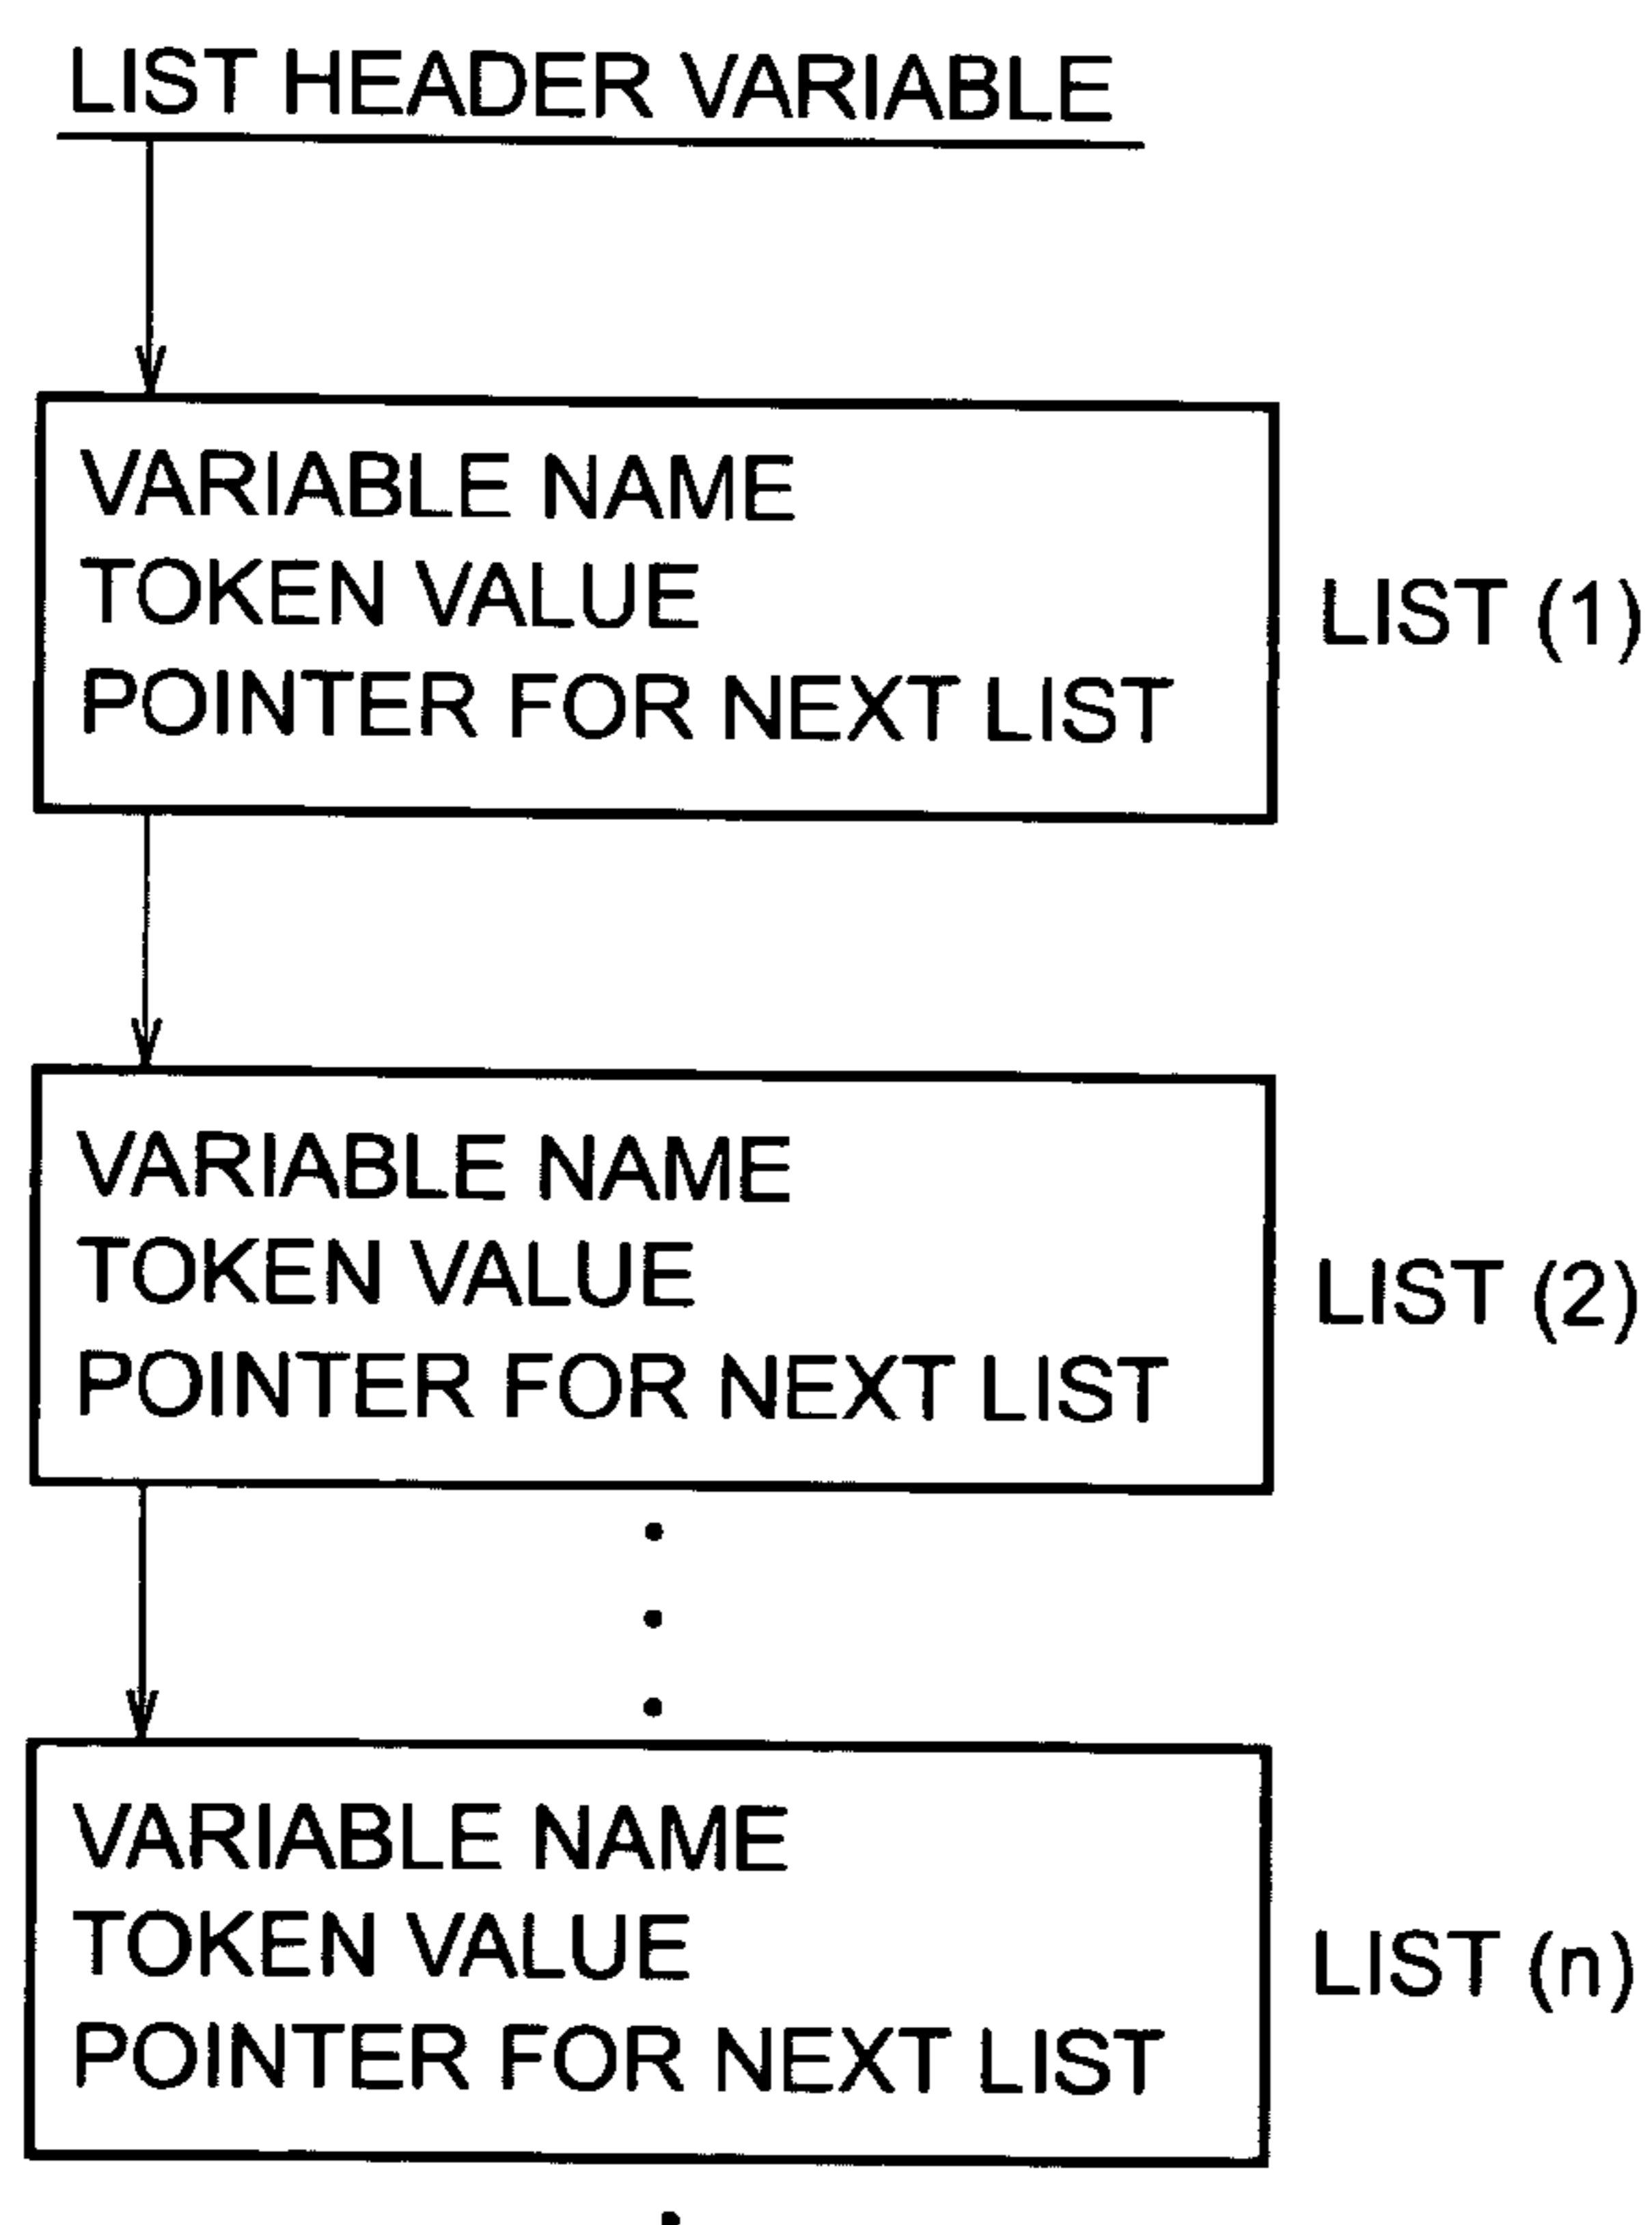 LIST HEADER VARIABLE
VARIABLE NAME
TOKEN VALUE
POINTER FOR NEXT LIST
LIST (1)
VARIABLE NAME
TOKEN VALUE
POINTER FOR NEXT LIST
LIST (2)
VARIABLE NAME
TOKEN VALUE
POINTER FOR NEXT LIST
LIST (n)